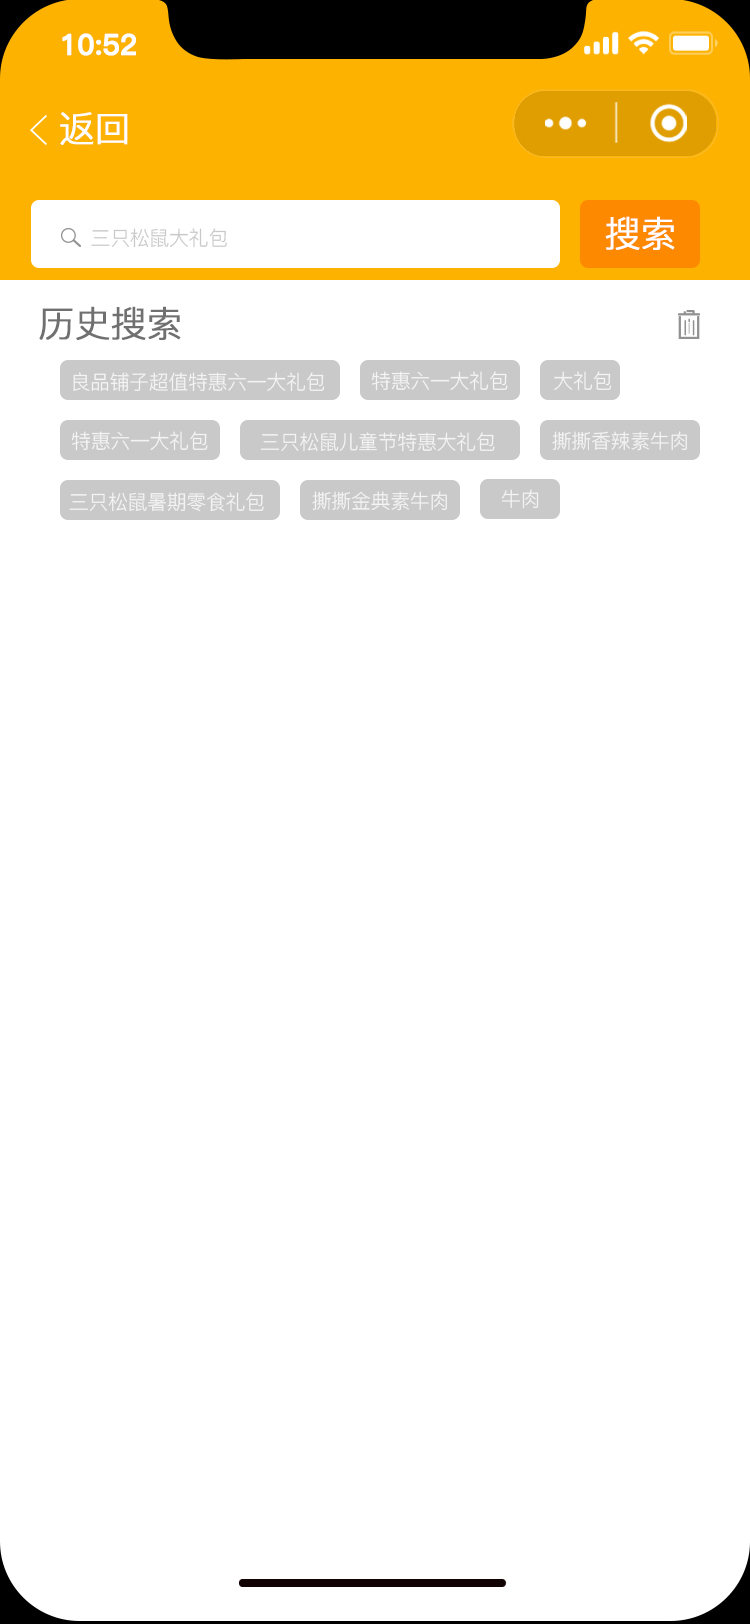 10:52
返回
三只松鼠大礼包 搜索
历史搜索
良品铺子超值特惠六一大礼包 特惠六一大礼包 大礼包
特惠六一大礼包 三只松鼠儿童节特惠大礼包 撕撕香辣素牛肉
三只松鼠暑期零食礼包 撕撕金典素牛肉 牛肉